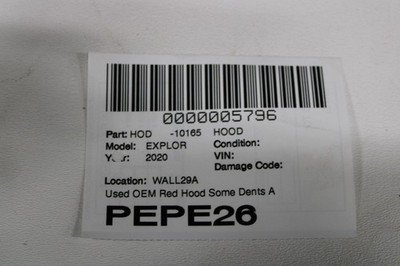 0000005796
Part: HOD -10165 HOOD
Model: EXPLOR Condition:
Year: 2020 VIN:
Damage Code:
Location: WALL29A
Used OEM Red Hood Some Dents A
PEPE26